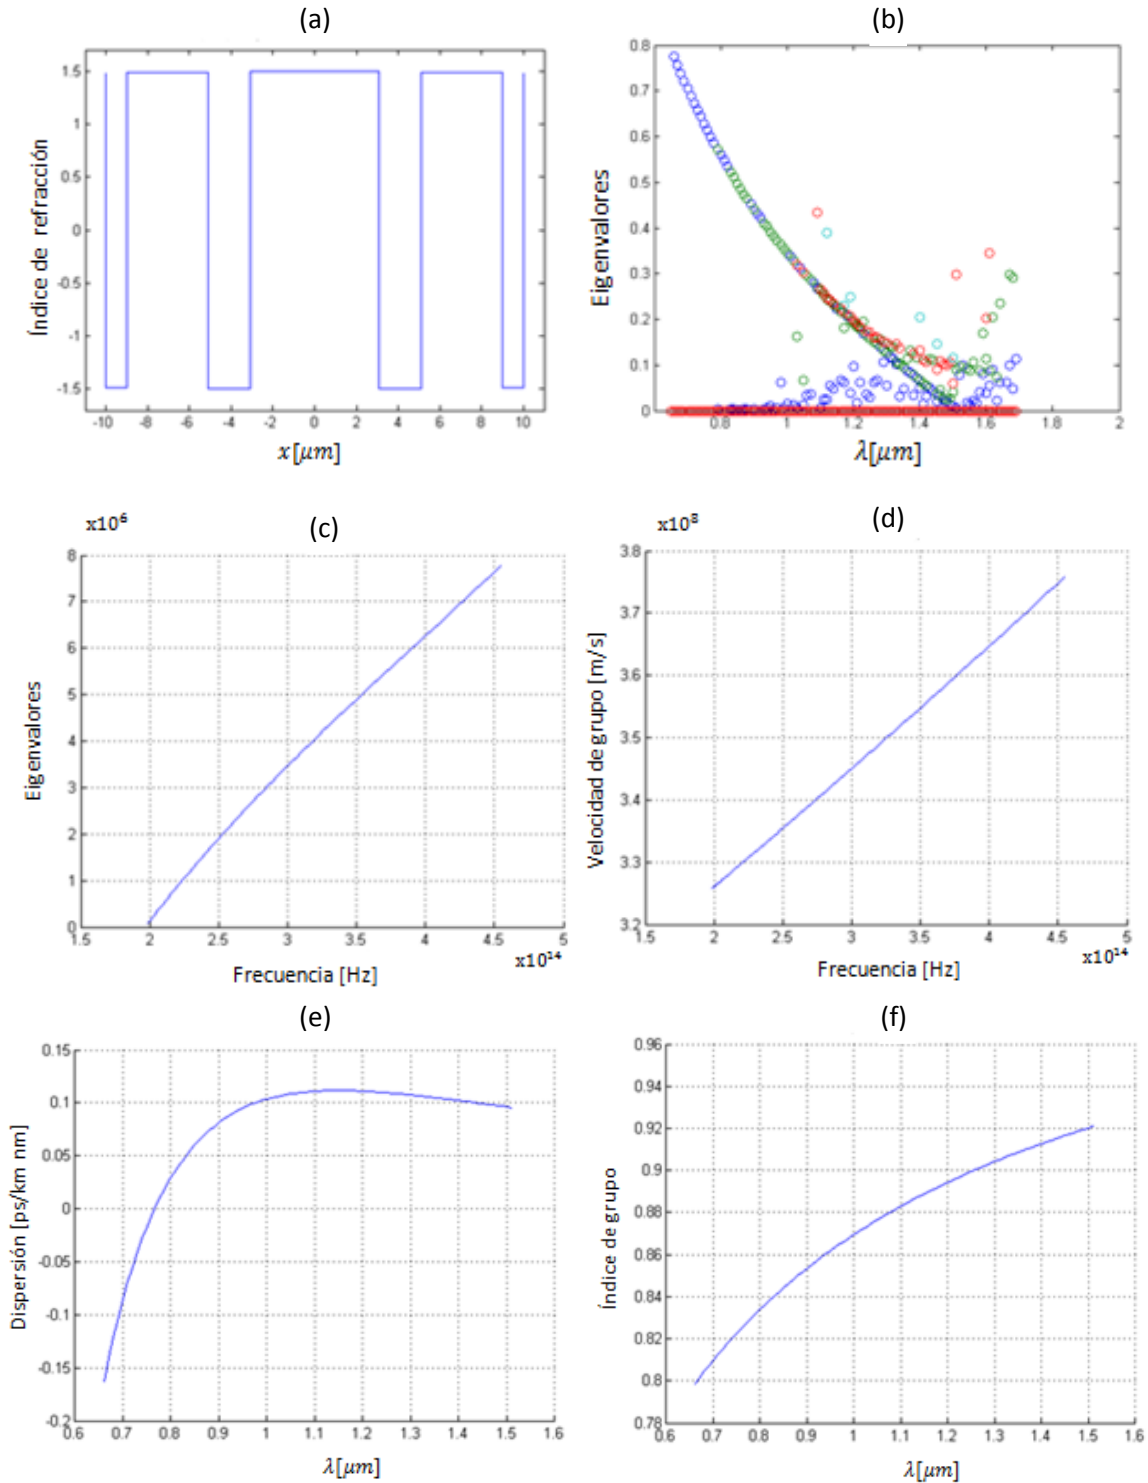 (a)
Índice de refracción
1.5
1
0.5
0
-0.5
-1
-1.5
-10 -8 -6 -4 -2 0 2 4 6 8 10
x[μm]
(b)
Eigenvalores
0.8
0.7
0.6
0.5
0.4
0.3
0.2
0.1
0
0.8 1 1.2 1.4 1.6 1.8 2
λ[μm]
(c)
x10⁶
Eigenvalores
8
7
6
5
4
3
2
1
0
1.5 2 2.5 3 3.5 4 4.5 5
x10¹⁴
Frecuencia [Hz]
(d)
x10⁸
Velocidad de grupo [m/s]
3.8
3.7
3.6
3.5
3.4
3.3
3.2
1.5 2 2.5 3 3.5 4 4.5 5
x10¹⁴
Frecuencia [Hz]
(e)
Dispersión [ps/km nm]
0.15
0.1
0.05
0
-0.05
-0.1
-0.15
-0.2
0.6 0.7 0.8 0.9 1 1.1 1.2 1.3 1.4 1.5 1.6
λ[μm]
(f)
Índice de grupo
0.96
0.94
0.92
0.9
0.88
0.86
0.84
0.82
0.8
0.78
0.6 0.7 0.8 0.9 1 1.1 1.2 1.3 1.4 1.5 1.6
λ[μm]